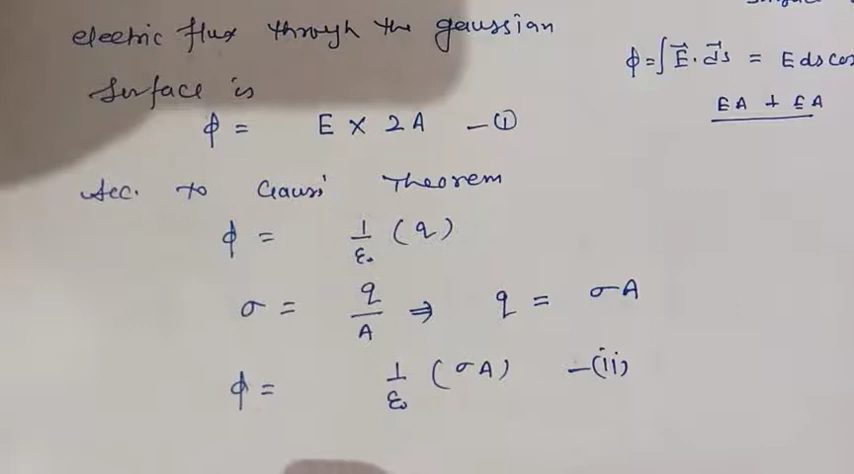 electric flux through the gaussian
Surface is
ϕ = E × 2A —①
Acc. to Gauss' Theorem
ϕ = 1/ε₀ (q)
σ = q/A ⇒ q = σA
ϕ = 1/ε₀ (σA) —(ii)
ϕ = ∫E⃗ · d⃗s = E ds cos
EA + EA